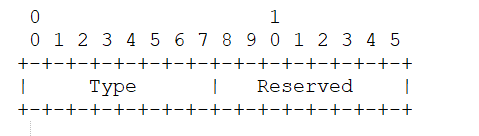 0                   1
 0 1 2 3 4 5 6 7 8 9 0 1 2 3 4 5
+-+-+-+-+-+-+-+-+-+-+-+-+-+-+-+-+
|     Type      |   Reserved    |
+-+-+-+-+-+-+-+-+-+-+-+-+-+-+-+-+